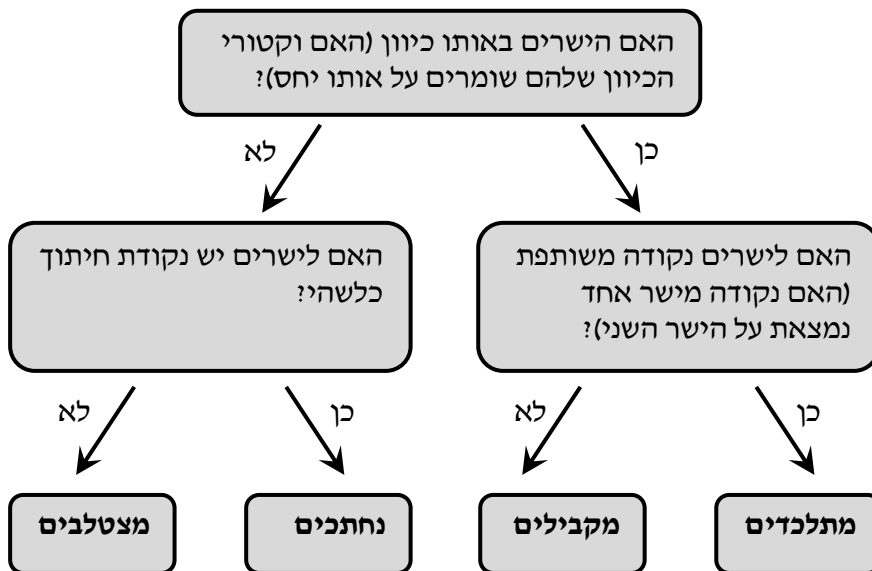 האם הישרים באותו כיוון (האם וקטורי
הכיוון שלהם שומרים על אותו יחס)?
כן
לא
האם לישרים נקודה משותפת
(האם נקודה מישר אחד
נמצאת על הישר השני)?
האם לישרים יש נקודת חיתוך
כלשהי?
כן
לא
כן
לא
מתלכדים
מקבילים
נחתכים
מצטלבים